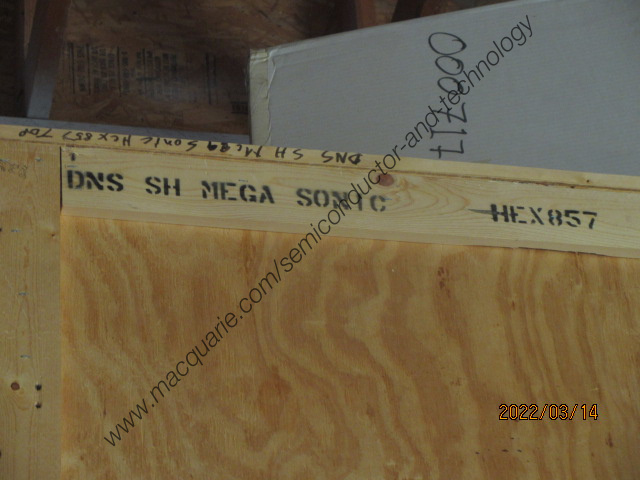 000717
DNS SH Mega Sonic Hex857 Top
DNS SH MEGA SONIC
HEX857
www.macquarie.com/semiconductor-and-technology
2022/03/14